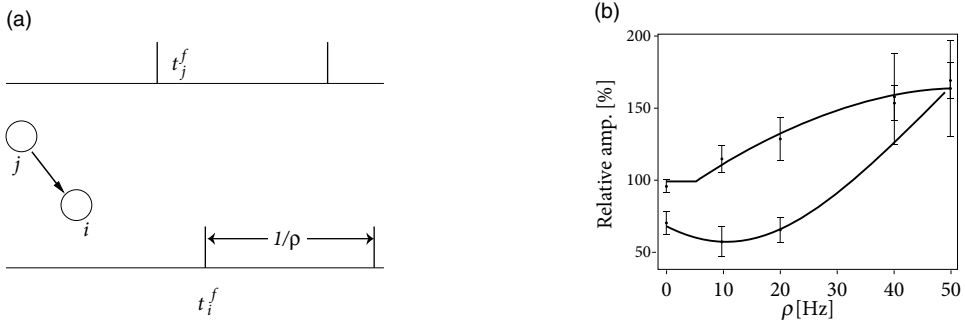 (a)
t_j^f
j
i
1/ρ
t_i^f
(b)
200
150
100
50
Relative amp. [%]
0 10 20 30 40 50
ρ [Hz]